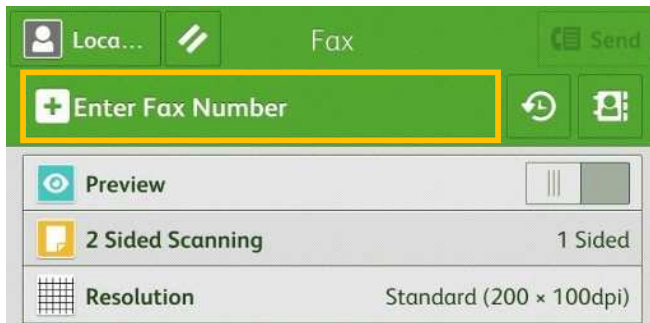 Loca... Fax Send
Enter Fax Number
Preview
2 Sided Scanning 1 Sided
Resolution Standard (200 × 100dpi)